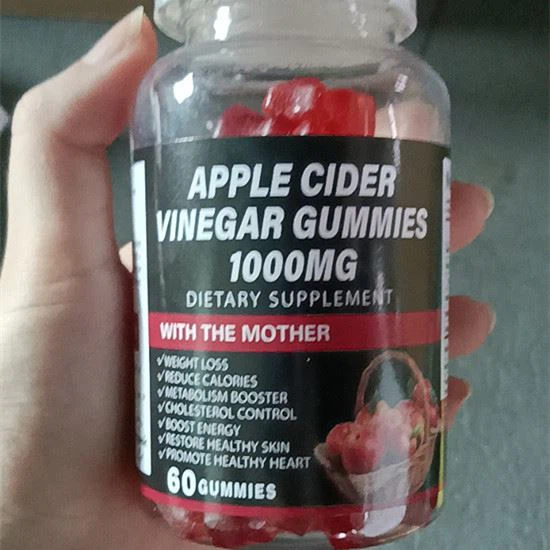 APPLE CIDER
VINEGAR GUMMIES
1000MG
DIETARY SUPPLEMENT
WITH THE MOTHER
✓WEIGHT LOSS
✓REDUCE CALORIES
✓METABOLISM BOOSTER
✓CHOLESTEROL CONTROL
✓BOOST ENERGY
✓RESTORE HEALTHY SKIN
✓PROMOTE HEALTHY HEART
60 GUMMIES